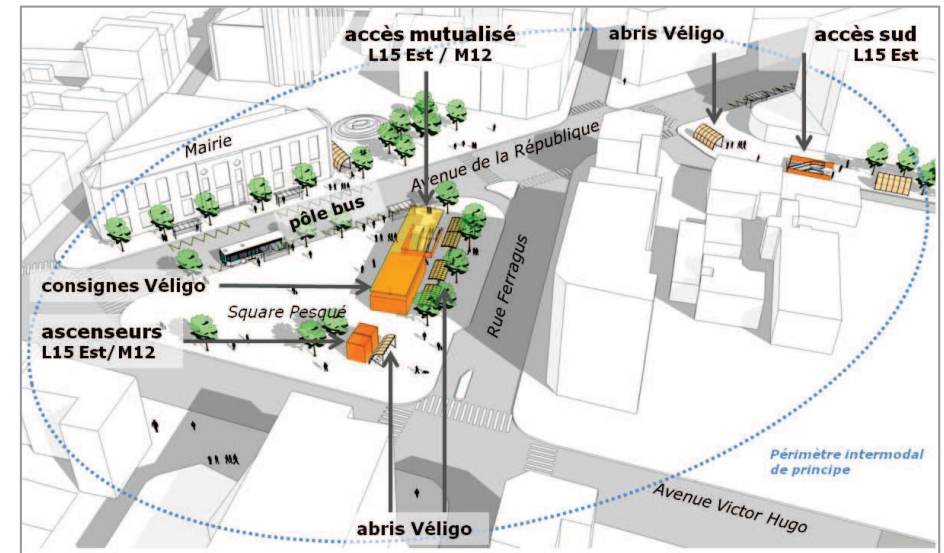 accès mutualisé
L15 Est / M12
abris Véligo
accès sud
L15 Est
Mairie
Avenue de la République
pôle bus
consignes Véligo
Square Pesqué
ascenseurs
L15 Est/M12
Rue Ferragus
Périmètre intermodal
de principe
Avenue Victor Hugo
abris Véligo